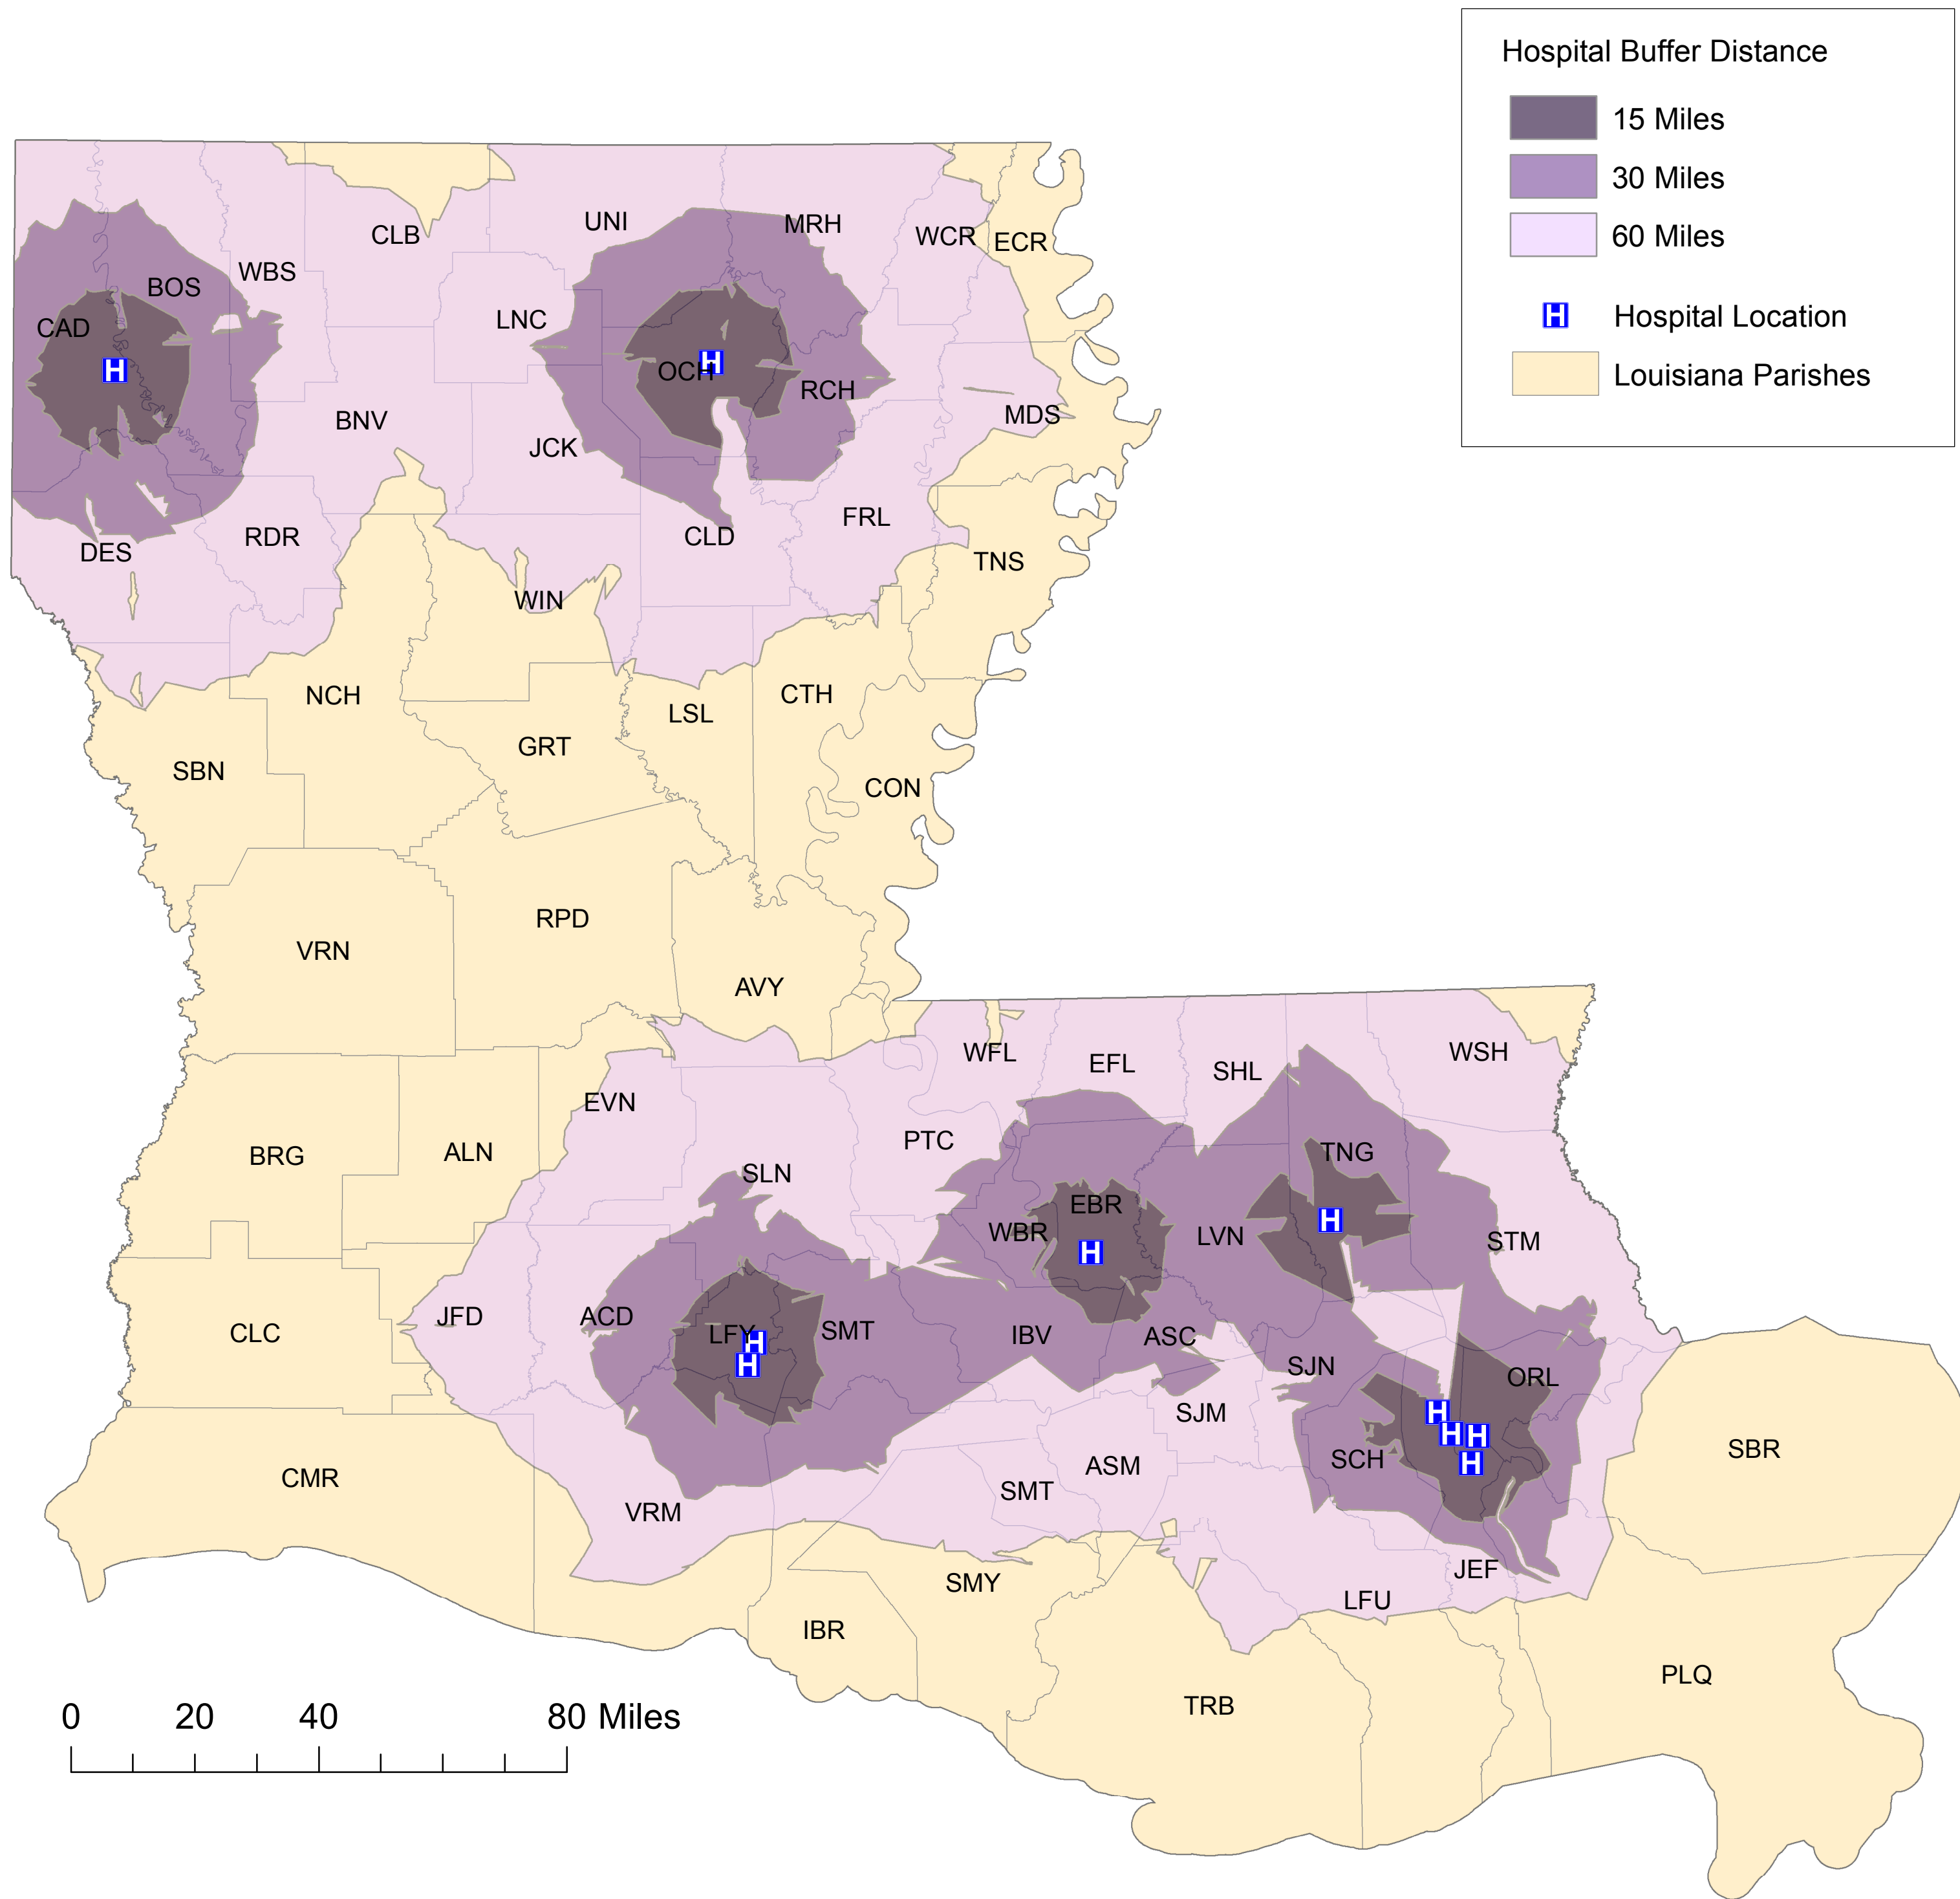 Hospital Buffer Distance
15 Miles
30 Miles
60 Miles
H Hospital Location
Louisiana Parishes
CLB
UNI
MRH
WCR
ECR
WBS
BOS
CAD
LNC
H
OCH
H
RCH
MDS
BNV
JCK
FRL
CLD
RDR
DES
TNS
WIN
NCH
CTH
LSL
GRT
SBN
CON
RPD
VRN
AVY
WFL
EFL
SHL
WSH
EVN
PTC
TNG
BRG
ALN
SLN
EBR
WBR
H
LVN
STM
H
JFD
ACD
LFY
H
H
SMT
IBV
ASC
CLC
SJN
ORL
SJM
H
H
H
H
SCH
SBR
ASM
CMR
SMT
VRM
JEF
SMY
LFU
IBR
PLQ
TRB
0 20 40 80 Miles